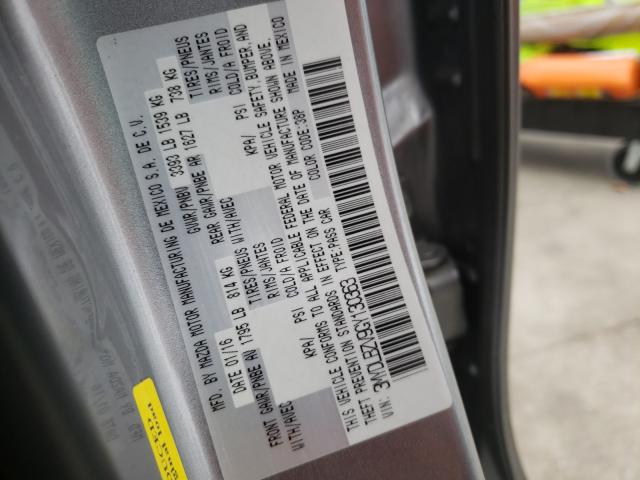 MFD. BY MAZDA MOTOR MANUFACTURING DE MEXICO S.A. DE C.V.
DATE 01/16 GVWR/PNBV 3393 LB 1539 KG
FRONT GAWR/PNBE AV 1795 LB 814 KG REAR GAWR/PNBE AR 1627 LB 738 KG
WITH/AVEC TIRES/PNEUS WITH/AVEC TIRES/PNEUS
RIMS/JANTES RIMS/JANTES
KPA/ PSI COLD/A FROID KPA/ PSI COLD/A FROID
THIS VEHICLE CONFORMS TO ALL APPLICABLE FEDERAL MOTOR VEHICLE SAFETY, BUMPER, AND
THEFT PREVENTION STANDARDS IN EFFECT ON THE DATE OF MANUFACTURE SHOWN ABOVE.
COLOR CODE:38P MADE IN MEXICO
VIN: TYPE:PASS CAR